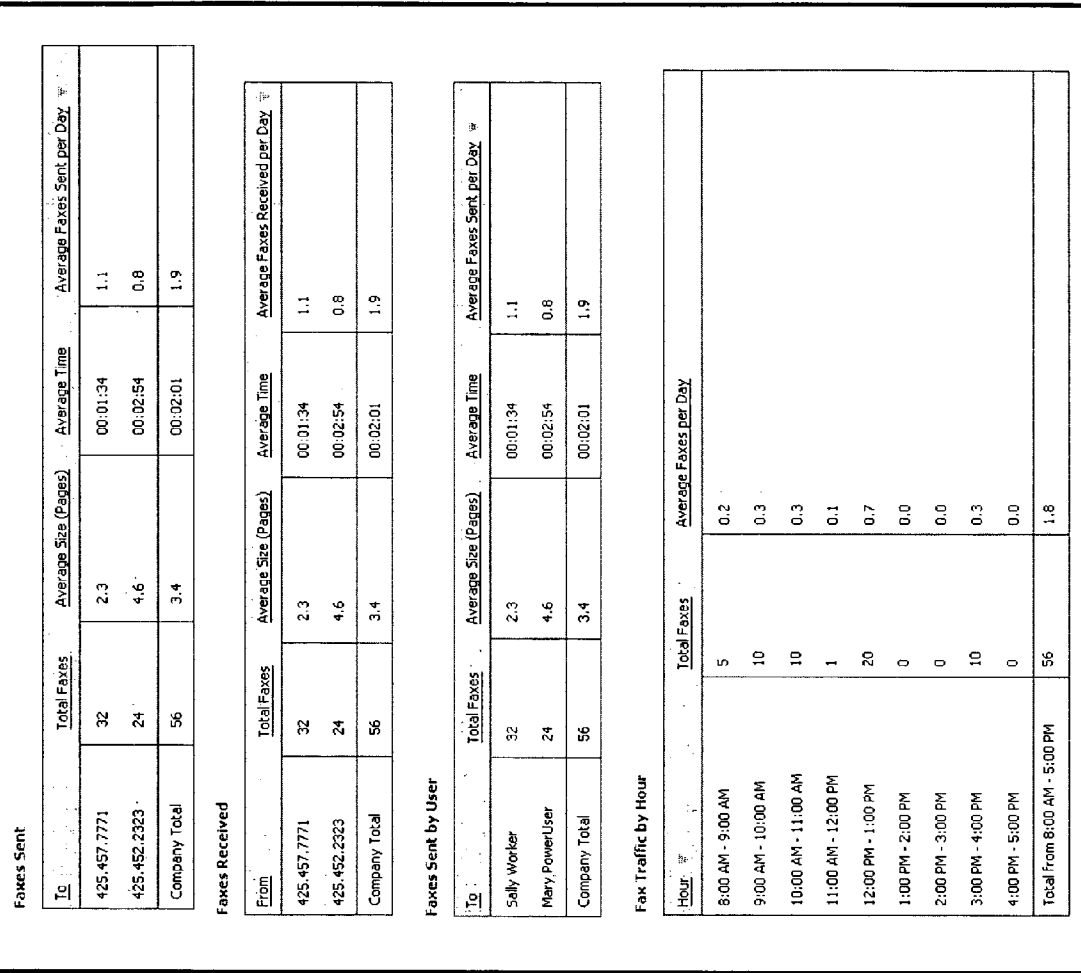 Faxes Sent
To Total Faxes Average Size (Pages) Average Time Average Faxes Sent per Day
425.457.7771 32 2.3 00:01:34 1.1
425.452.2323 24 4.6 00:02:54 0.8
Company Total 56 3.4 00:02:01 1.9
Faxes Received
From Total Faxes Average Size (Pages) Average Time Average Faxes Received per Day
425.457.7771 32 2.3 00:01:34 1.1
425.452.2323 24 4.6 00:02:54 0.8
Company Total 56 3.4 00:02:01 1.9
Faxes Sent by User
To Total Faxes Average Size (Pages) Average Time Average Faxes Sent per Day
Sally Worker 32 2.3 00:01:34 1.1
Mary,PowerUser 24 4.6 00:02:54 0.8
Company Total 56 3.4 00:02:01 1.9
Fax Traffic by Hour
Hour Total Faxes Average Faxes per Day
8:00 AM - 9:00 AM 5 0.2
9:00 AM - 10:00 AM 10 0.3
10:00 AM - 11:00 AM 10 0.3
11:00 AM - 12:00 PM 1 0.1
12:00 PM - 1:00 PM 20 0.7
1:00 PM - 2:00 PM 0 0.0
2:00 PM - 3:00 PM 0 0.0
3:00 PM - 4:00 PM 10 0.3
4:00 PM - 5:00 PM 0 0.0
Total from 8:00 AM - 5:00 PM 56 1.8